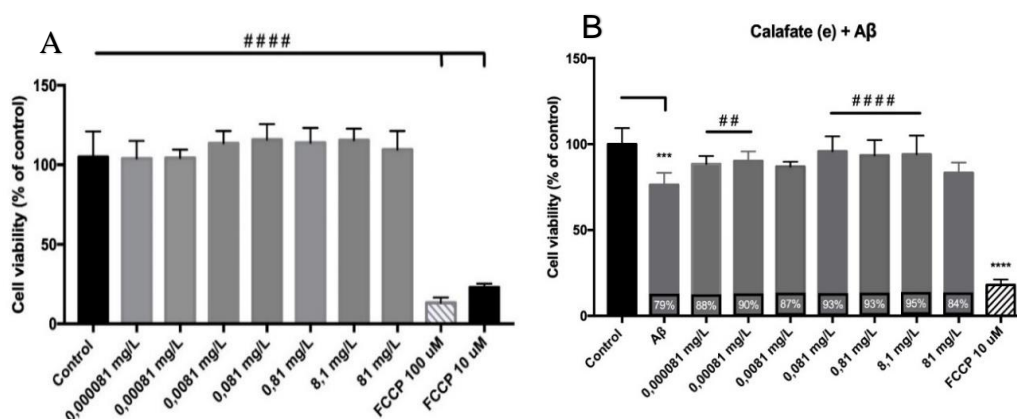 A
####
Cell viability (% of control)
150
100
50
0
Control
0,000081 mg/L
0,00081 mg/L
0,0081 mg/L
0,081 mg/L
0,81 mg/L
8,1 mg/L
81 mg/L
FCCP 100 uM
FCCP 10 uM
B
Calafate (e) + Aβ
Cell viability (% of control)
150
100
50
0
***
##
####
****
79%
88%
90%
87%
93%
93%
95%
84%
Control
Aβ
0,000081 mg/L
0,00081 mg/L
0,0081 mg/L
0,081 mg/L
0,81 mg/L
8,1 mg/L
81 mg/L
FCCP 10 uM